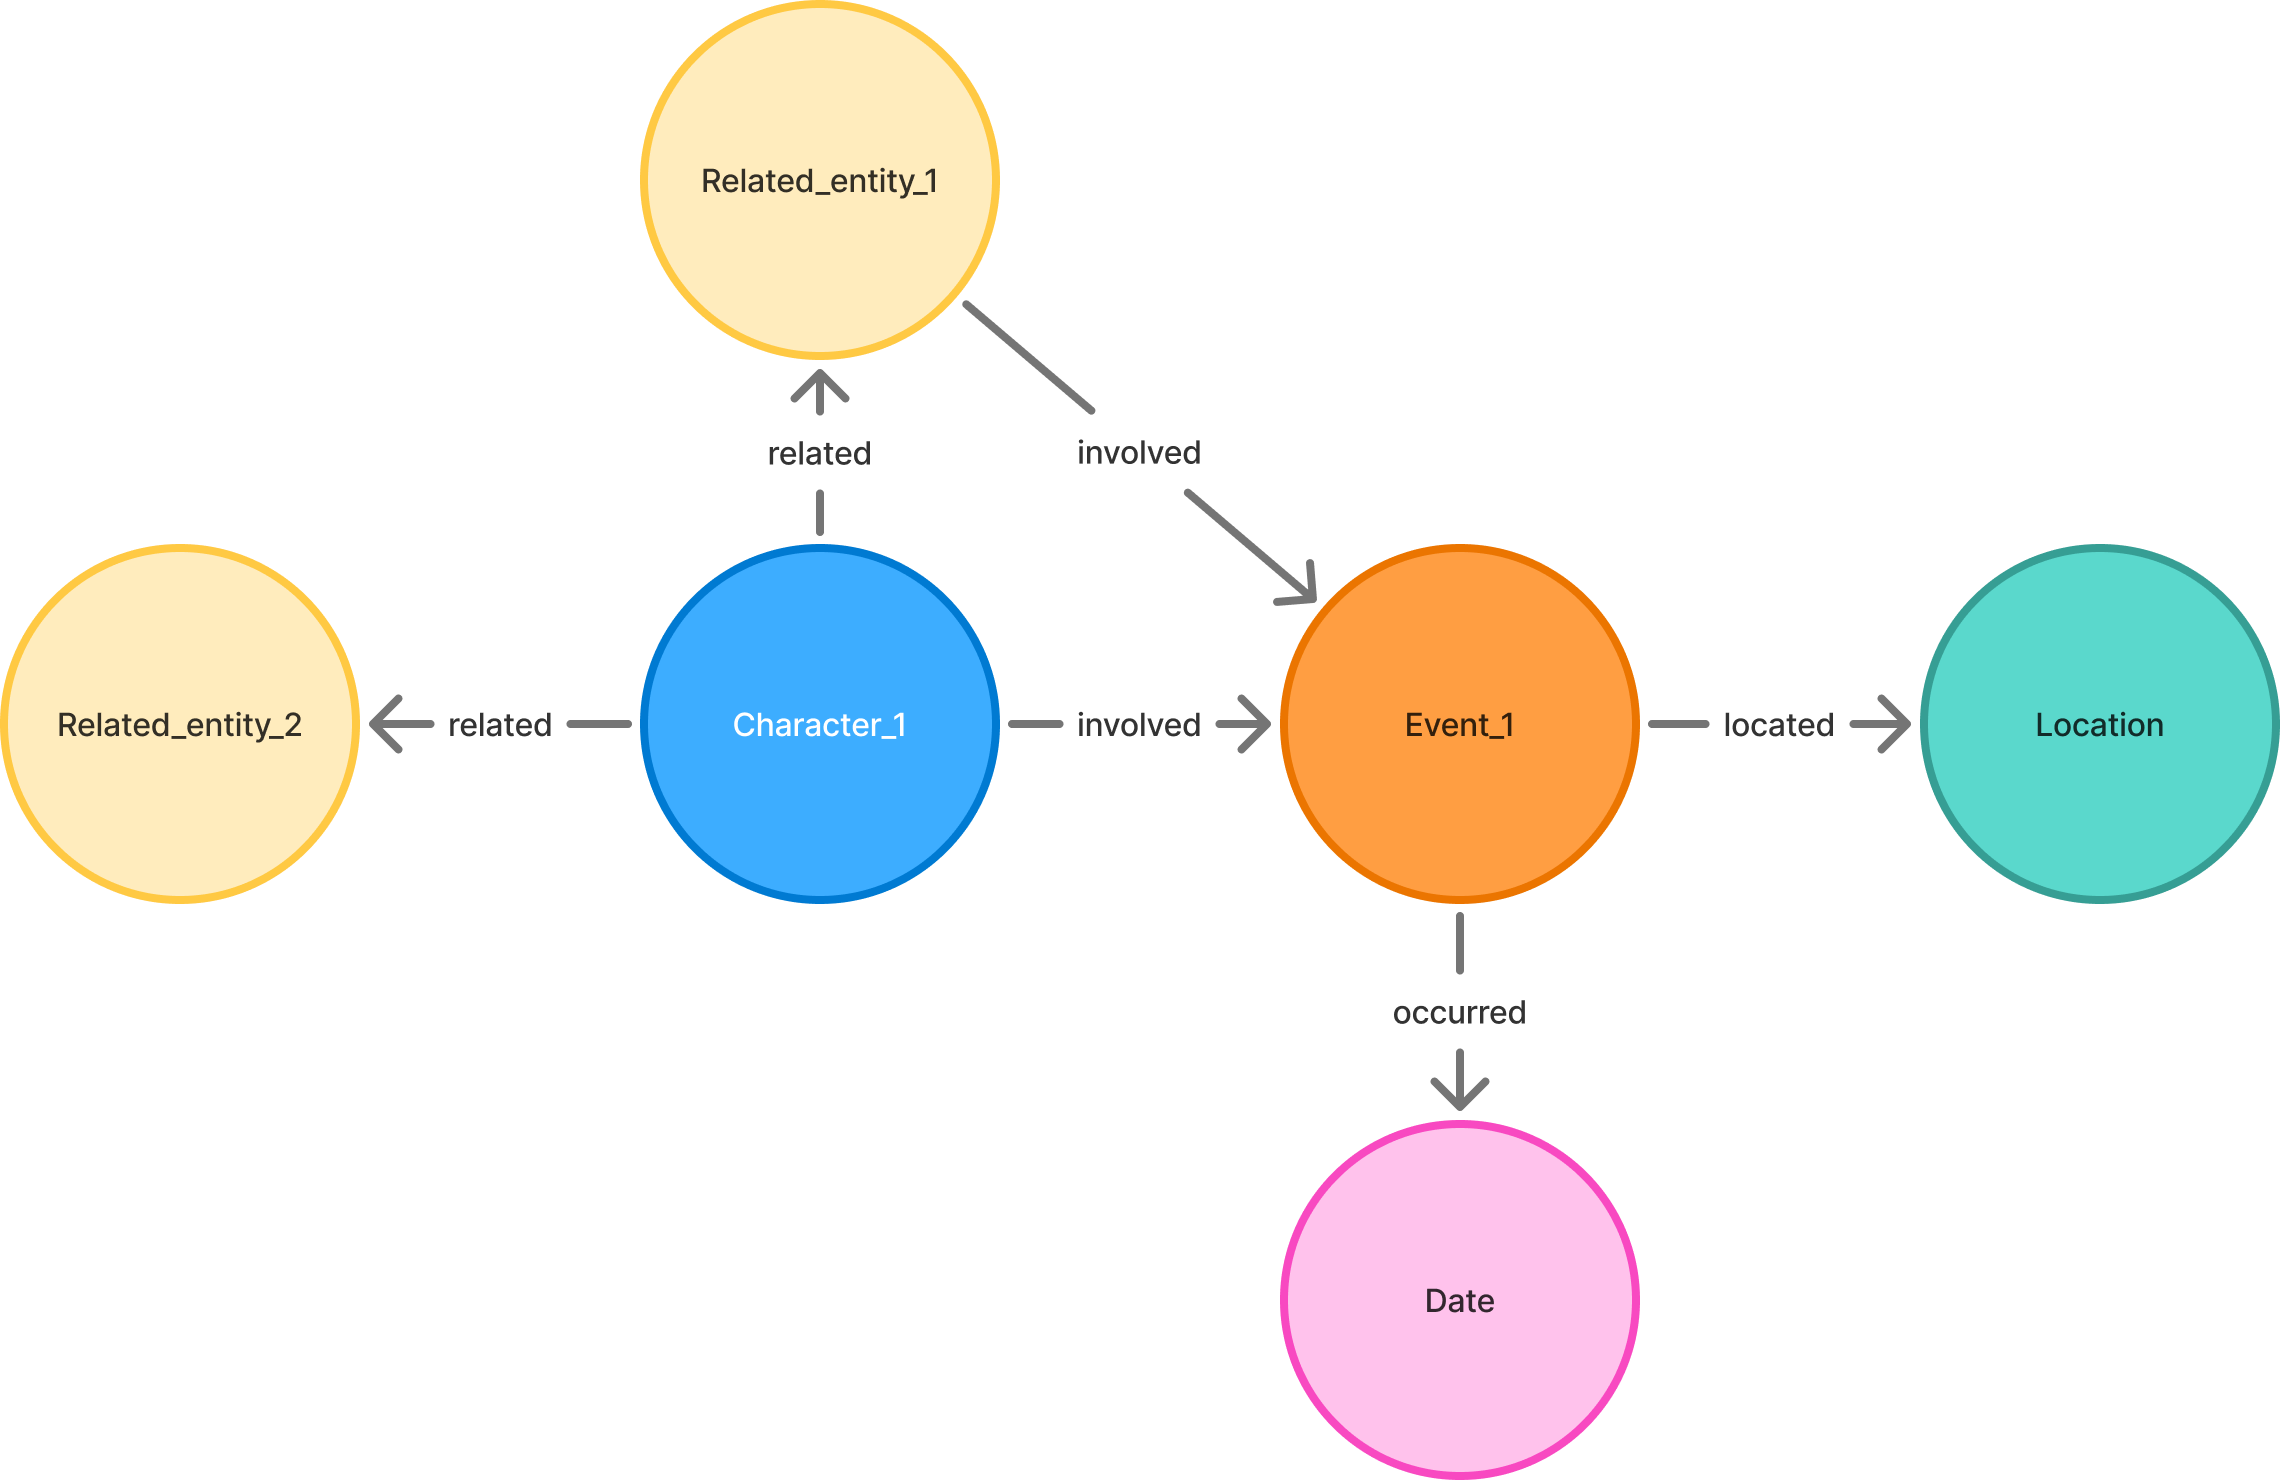 Related_entity_1
related
involved
Related_entity_2
related
Character_1
involved
Event_1
located
Location
occurred
Date